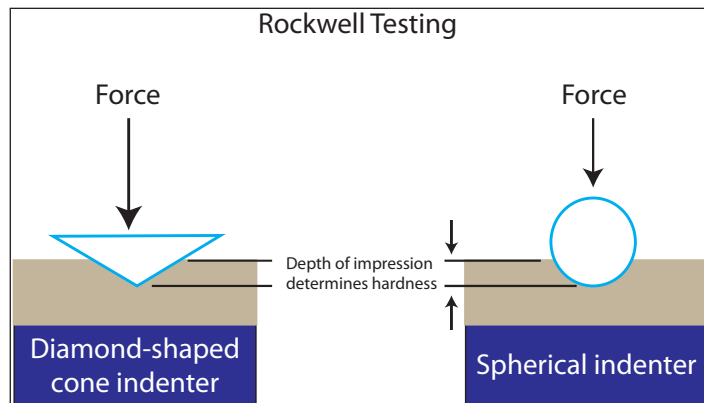 Rockwell Testing
Force
Force
Depth of impression
determines hardness
Diamond-shaped
cone indenter
Spherical indenter